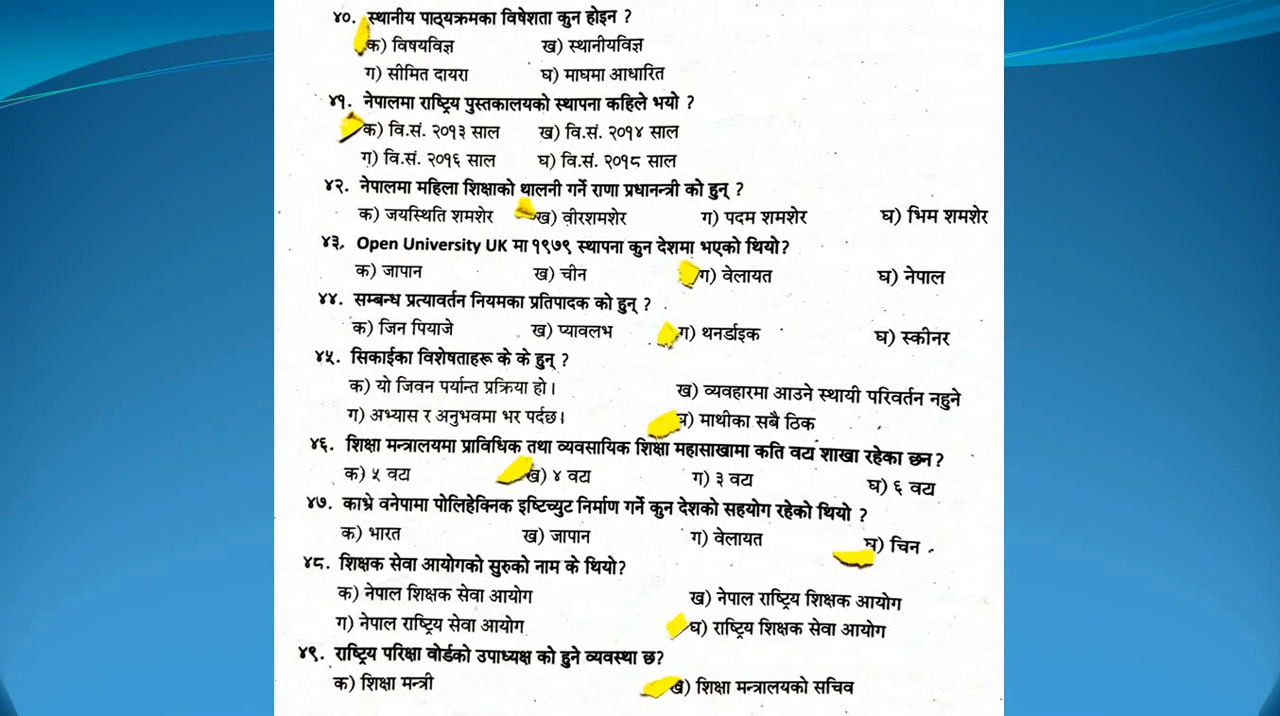 ४०. स्थानीय पाठ्यक्रमका विषेशता कुन होइन ?
क) विषयविज्ञ ख) स्थानीयविज्ञ
ग) सीमित दायरा घ) माघमा आधारित
४१. नेपालमा राष्ट्रिय पुस्तकालयको स्थापना कहिले भयो ?
क) वि.सं. २०१३ साल ख) वि.सं. २०१४ साल
ग) वि.सं. २०१६ साल घ) वि.सं. २०१८ साल
४२. नेपालमा महिला शिक्षाको थालनी गर्ने राणा प्रधानन्त्री को हुन् ?
क) जयस्थिति शमशेर ख) वीरशमशेर ग) पदम शमशेर घ) भिम शमशेर
४३. Open University UK मा १९७९ स्थापना कुन देशमा भएको थियो?
क) जापान ख) चीन ग) वेलायत घ) नेपाल
४४. सम्बन्ध प्रत्यावर्तन नियमका प्रतिपादक को हुन् ?
क) जिन पियाजे ख) प्यावलभ ग) थनर्डाइक घ) स्कीनर
४५. सिकाईका विशेषताहरू के के हुन् ?
क) यो जिवन पर्यान्त प्रक्रिया हो। ख) व्यवहारमा आउने स्थायी परिवर्तन नहुने
ग) अभ्यास र अनुभवमा भर पर्दछ। घ) माथीका सबै ठिक
४६. शिक्षा मन्त्रालयमा प्राविधिक तथा व्यवसायिक शिक्षा महासाखामा कति वटा शाखा रहेका छन?
क) ५ वटा ख) ४ वटा ग) ३ वटा घ) ६ वटा
४७. काभ्रे वनेपामा पोलिहेक्निक इष्टिच्युट निर्माण गर्ने कुन देशको सहयोग रहेको थियो ?
क) भारत ख) जापान ग) वेलायत घ) चिन
४८. शिक्षक सेवा आयोगको सुरुको नाम के थियो?
क) नेपाल शिक्षक सेवा आयोग ख) नेपाल राष्ट्रिय शिक्षक आयोग
ग) नेपाल राष्ट्रिय सेवा आयोग घ) राष्ट्रिय शिक्षक सेवा आयोग
४९. राष्ट्रिय परिक्षा वोर्डको उपाध्यक्ष को हुने व्यवस्था छ?
क) शिक्षा मन्त्री ख) शिक्षा मन्त्रालयको सचिव